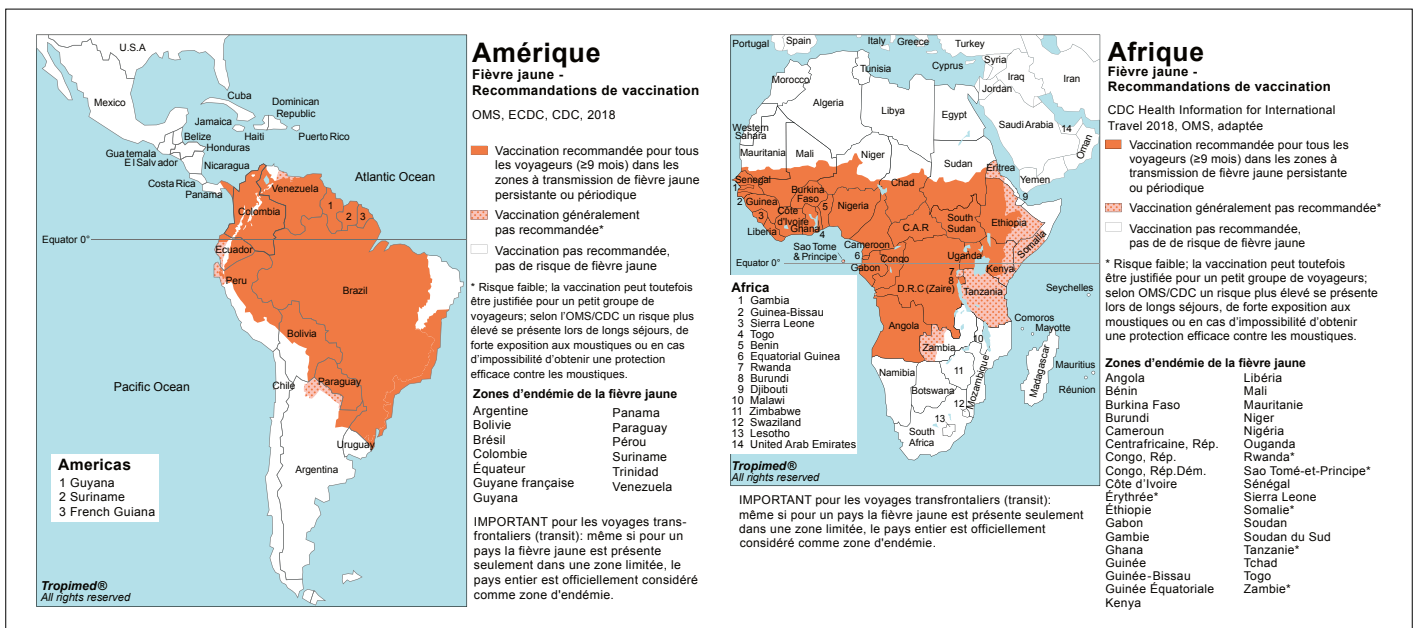 U.S.A
Mexico
Cuba
Dominican
Republic
Jamaica
Haiti
Puerto Rico
Belize
Honduras
Guatemala
El Salvador
Nicaragua
Costa Rica
Panama
Venezuela
Atlantic Ocean
1
2
3
Colombia
Equator 0°
Ecuador
Peru
Brazil
Bolivia
Pacific Ocean
Chile
Paraguay
Uruguay
Argentina
Americas
1 Guyana
2 Suriname
3 French Guiana
Tropimed®
All rights reserved
Amérique
Fièvre jaune -
Recommandations de vaccination
OMS, ECDC, CDC, 2018
Vaccination recommandée pour tous
les voyageurs (≥9 mois) dans les
zones à transmission de fièvre jaune
persistante ou périodique
Vaccination généralement
pas recommandée*
Vaccination pas recommandée,
pas de risque de fièvre jaune
* Risque faible; la vaccination peut toutefois
être justifiée pour un petit groupe de
voyageurs; selon l'OMS/CDC un risque plus
élevé se présente lors de longs séjours, de
forte exposition aux moustiques ou en cas
d'impossibilité d'obtenir une protection
efficace contre les moustiques.
Zones d'endémie de la fièvre jaune
Argentine
Bolivie
Brésil
Colombie
Équateur
Guyane française
Guyana
Panama
Paraguay
Pérou
Suriname
Trinidad
Venezuela
IMPORTANT pour les voyages trans-
frontaliers (transit): même si pour un
pays la fièvre jaune est présente
seulement dans une zone limitée, le
pays entier est officiellement considéré
comme zone d'endémie.
Portugal
Spain
Italy
Greece
Turkey
Cyprus
Syria
Iraq
Iran
Jordan
Tunisia
Morocco
Algeria
Libya
Egypt
Saudi Arabia
14
Oman
Western
Sahara
Mauritania
Mali
Niger
Sudan
Eritrea
Yemen
Senegal
1
2
Guinea
3
Burkina
Faso
Côte
d'Ivoire
Liberia
Ghana
4
5
Nigeria
Chad
9
Ethiopia
Somalia
South
Sudan
C.A.R
Cameroon
Sao Tome
& Principe
6
Equator 0°
Gabon
Congo
Uganda
Kenya
7
8
D.R.C (Zaire)
Tanzania
Seychelles
Angola
Comoros
Mayotte
Zambia
10
Namibia
11
Botswana
Mozambique
Madagascar
Mauritius
Réunion
12
13
South
Africa
Africa
1 Gambia
2 Guinea-Bissau
3 Sierra Leone
4 Togo
5 Benin
6 Equatorial Guinea
7 Rwanda
8 Burundi
9 Djibouti
10 Malawi
11 Zimbabwe
12 Swaziland
13 Lesotho
14 United Arab Emirates
Tropimed®
All rights reserved
IMPORTANT pour les voyages transfrontaliers (transit):
même si pour un pays la fièvre jaune est présente seulement
dans une zone limitée, le pays entier est officiellement
considéré comme zone d'endémie.
Afrique
Fièvre jaune -
Recommandations de vaccination
CDC Health Information for International
Travel 2018, OMS, adaptée
Vaccination recommandée pour tous les
voyageurs (≥9 mois) dans les zones à
transmission de fièvre jaune persistante
ou périodique
Vaccination généralement pas recommandée*
Vaccination pas recommandée,
pas de de risque de fièvre jaune
* Risque faible; la vaccination peut toutefois
être justifiée pour un petit groupe de voyageurs;
selon OMS/CDC un risque plus élevé se présente
lors de longs séjours, de forte exposition aux
moustiques ou en cas d'impossibilité d'obtenir
une protection efficace contre les moustiques.
Zones d'endémie de la fièvre jaune
Angola
Bénin
Burkina Faso
Burundi
Cameroun
Centrafricaine, Rép.
Congo, Rép.
Congo, Rép.Dém.
Côte d'Ivoire
Érythrée*
Éthiopie
Gabon
Gambie
Ghana
Guinée
Guinée-Bissau
Guinée Équatoriale
Kenya
Libéria
Mali
Mauritanie
Niger
Nigéria
Ouganda
Rwanda*
Sao Tomé-et-Principe*
Sénégal
Sierra Leone
Somalie*
Soudan
Soudan du Sud
Tanzanie*
Tchad
Togo
Zambie*